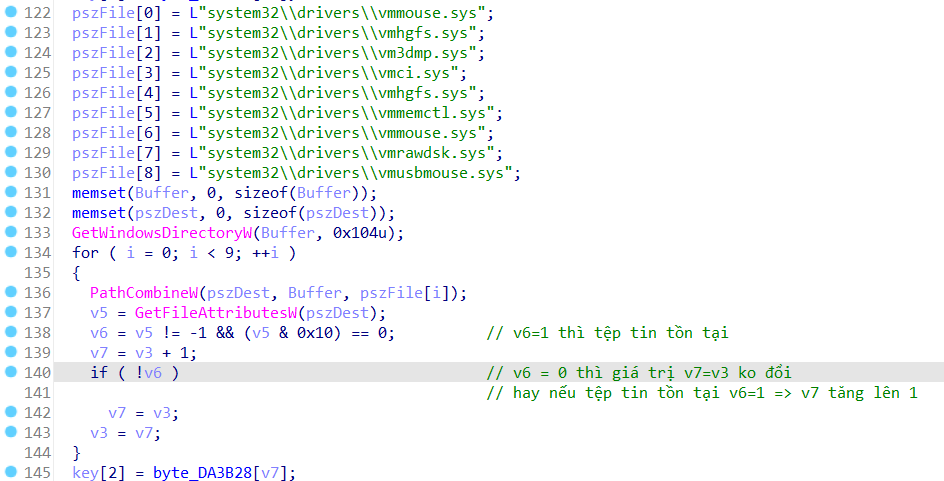 122 pszFile[0] = L"system32\\drivers\\vmmouse.sys";
123 pszFile[1] = L"system32\\drivers\\vmhgfs.sys";
124 pszFile[2] = L"system32\\drivers\\vm3dmp.sys";
125 pszFile[3] = L"system32\\drivers\\vmci.sys";
126 pszFile[4] = L"system32\\drivers\\vmhgfs.sys";
127 pszFile[5] = L"system32\\drivers\\vmmemctl.sys";
128 pszFile[6] = L"system32\\drivers\\vmmouse.sys";
129 pszFile[7] = L"system32\\drivers\\vmrawdsk.sys";
130 pszFile[8] = L"system32\\drivers\\vmusbmouse.sys";
131 memset(Buffer, 0, sizeof(Buffer));
132 memset(pszDest, 0, sizeof(pszDest));
133 GetWindowsDirectoryW(Buffer, 0x104u);
134 for ( i = 0; i < 9; ++i )
135 {
136 PathCombineW(pszDest, Buffer, pszFile[i]);
137 v5 = GetFileAttributesW(pszDest);
138 v6 = v5 != -1 && (v5 & 0x10) == 0; // v6=1 thì tệp tin tồn tại
139 v7 = v3 + 1;
140 if ( !v6 ) // v6 = 0 thì giá trị v7=v3 ko đổi
141 // hay nếu tệp tin tồn tại v6=1 => v7 tăng lên 1
142 v7 = v3;
143 v3 = v7;
144 }
145 key[2] = byte_DA3B28[v7];